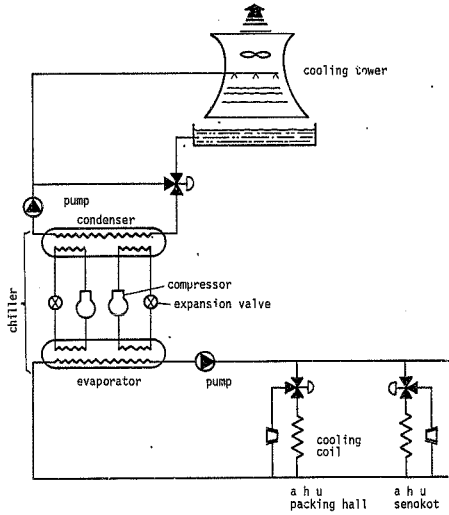 cooling tower
pump
condenser
compressor
expansion valve
chiller
evaporator
pump
cooling
coil
a h u
packing hall
a h u
senokot